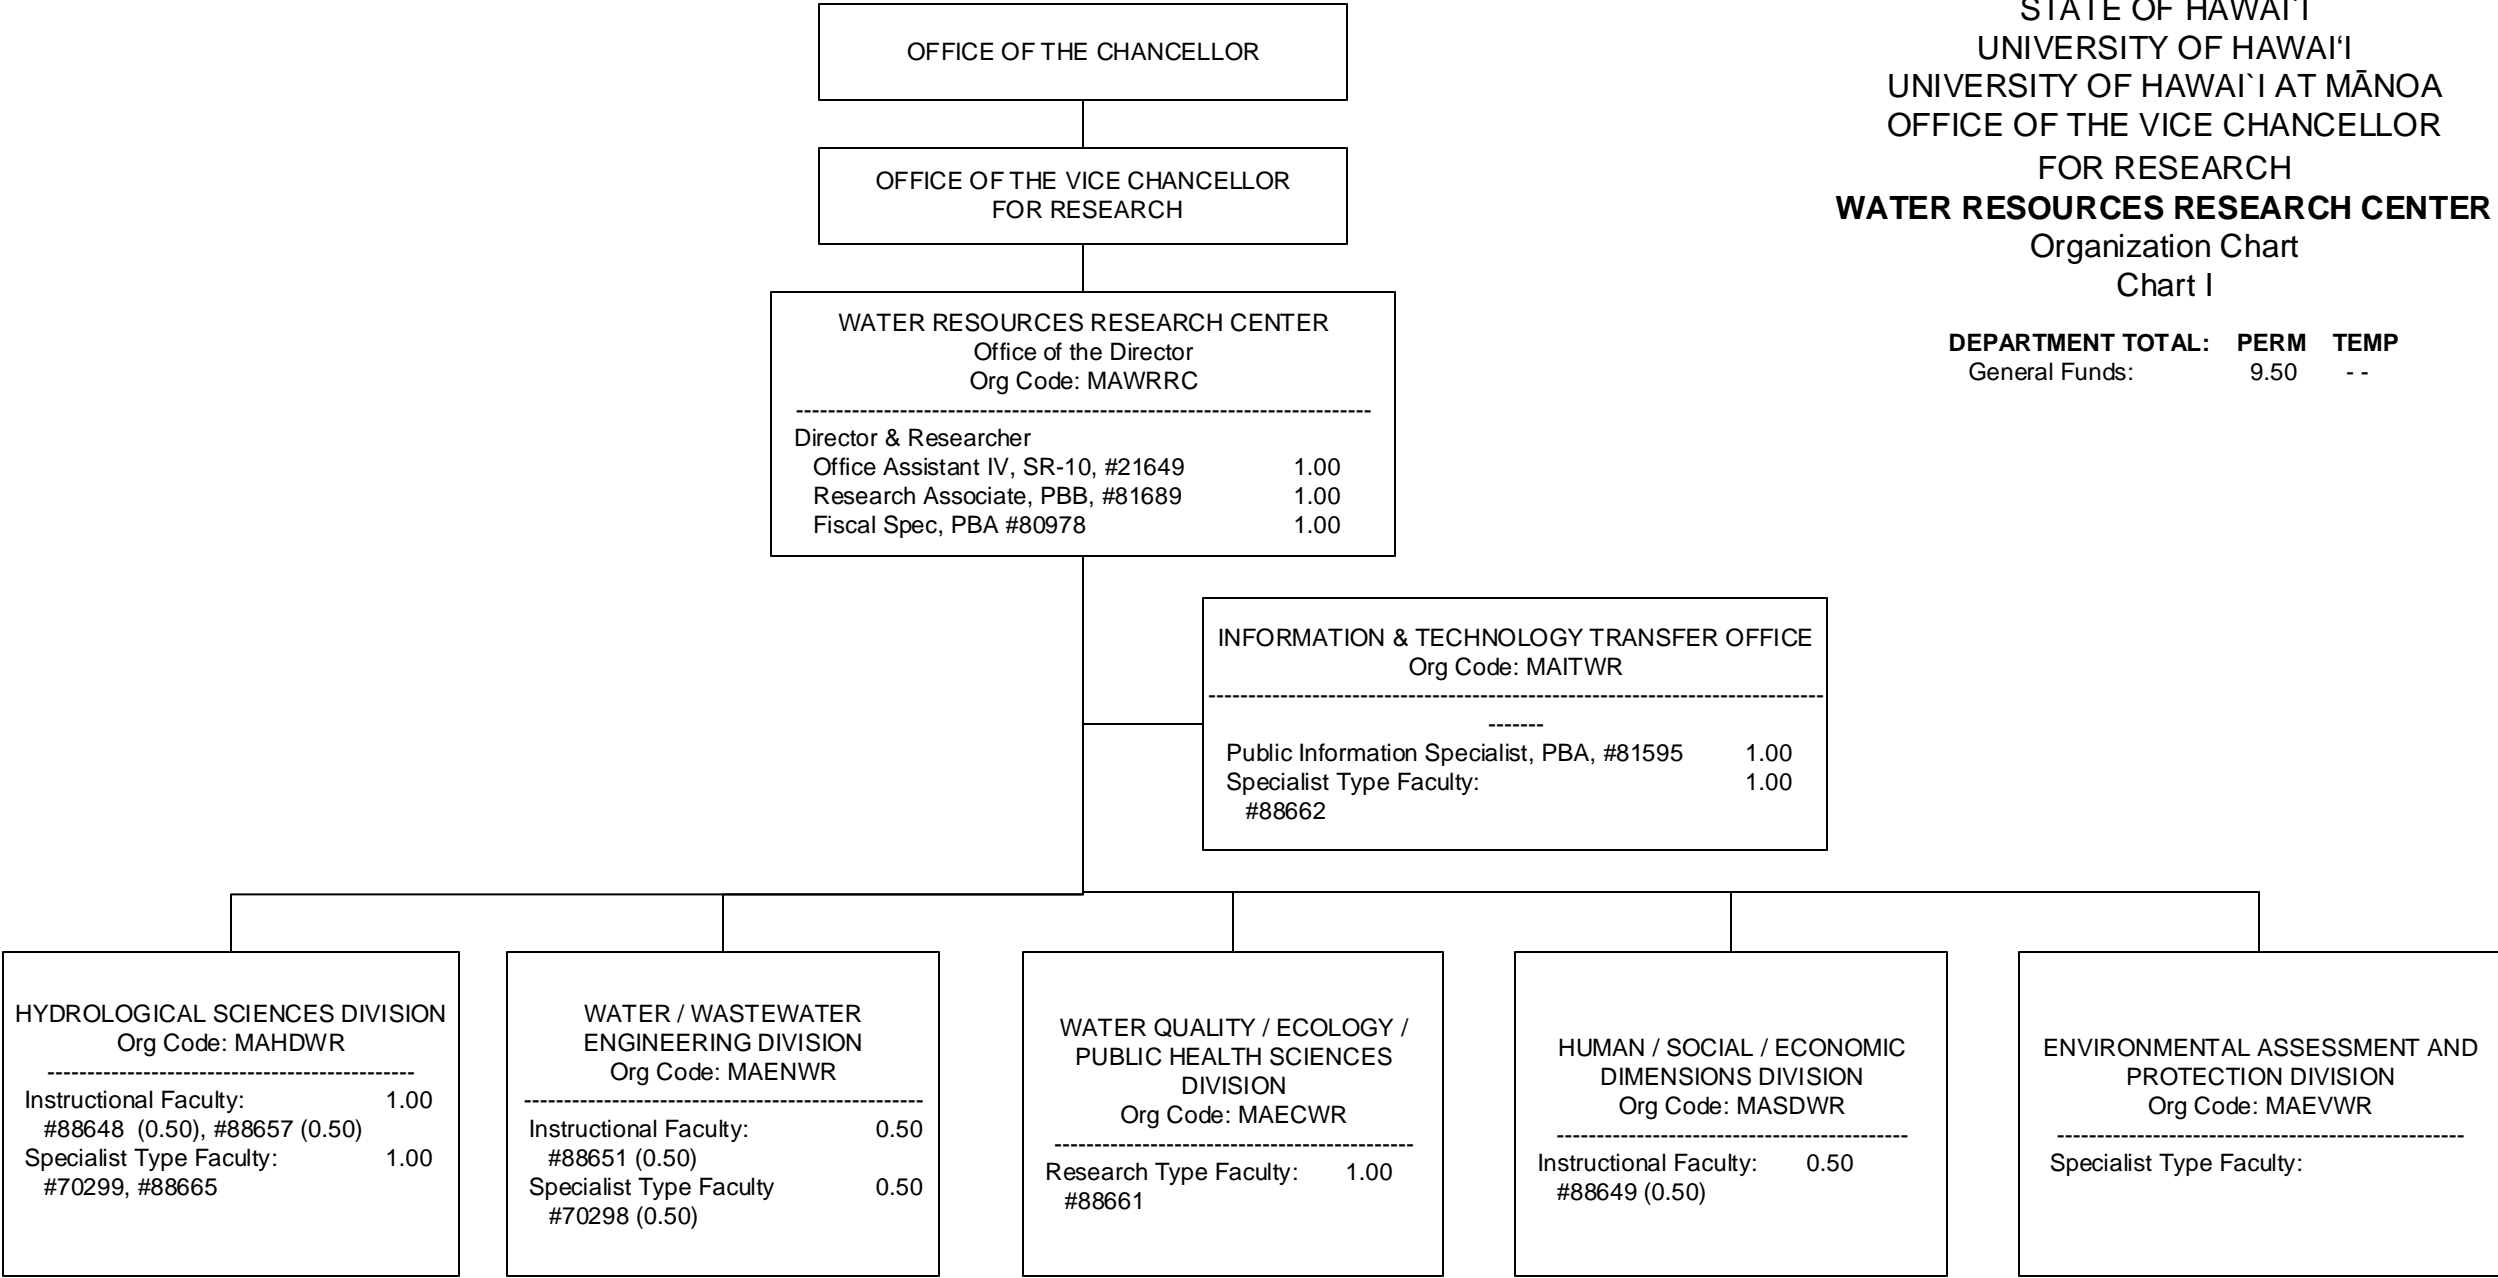 STATE OF HAWAI'I
UNIVERSITY OF HAWAI‘I
UNIVERSITY OF HAWAI`I AT MĀNOA
OFFICE OF THE VICE CHANCELLOR
FOR RESEARCH
WATER RESOURCES RESEARCH CENTER
Organization Chart
Chart I
DEPARTMENT TOTAL: PERM TEMP
General Funds: 9.50 - -
OFFICE OF THE CHANCELLOR
OFFICE OF THE VICE CHANCELLOR
FOR RESEARCH
WATER RESOURCES RESEARCH CENTER
Office of the Director
Org Code: MAWRRC
Director & Researcher
Office Assistant IV, SR-10, #21649 1.00
Research Associate, PBB, #81689 1.00
Fiscal Spec, PBA #80978 1.00
INFORMATION & TECHNOLOGY TRANSFER OFFICE
Org Code: MAITWR
Public Information Specialist, PBA, #81595 1.00
Specialist Type Faculty: 1.00
#88662
HYDROLOGICAL SCIENCES DIVISION
Org Code: MAHDWR
Instructional Faculty: 1.00
#88648 (0.50), #88657 (0.50)
Specialist Type Faculty: 1.00
#70299, #88665
WATER / WASTEWATER
ENGINEERING DIVISION
Org Code: MAENWR
Instructional Faculty: 0.50
#88651 (0.50)
Specialist Type Faculty 0.50
#70298 (0.50)
WATER QUALITY / ECOLOGY /
PUBLIC HEALTH SCIENCES
DIVISION
Org Code: MAECWR
Research Type Faculty: 1.00
#88661
HUMAN / SOCIAL / ECONOMIC
DIMENSIONS DIVISION
Org Code: MASDWR
Instructional Faculty: 0.50
#88649 (0.50)
ENVIRONMENTAL ASSESSMENT AND
PROTECTION DIVISION
Org Code: MAEVWR
Specialist Type Faculty: